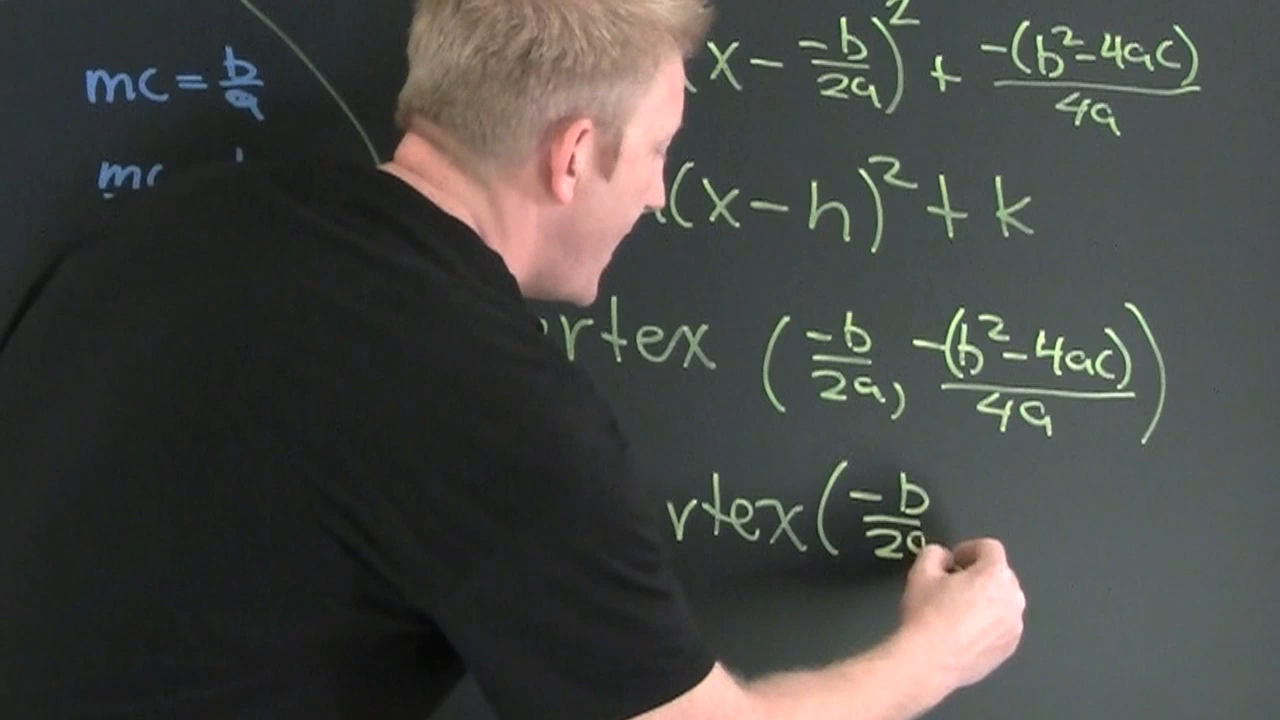 mc = b/a
(x - -b/2a)² + -(b²-4ac)/4a
(x-h)² + k
rtex (-b/2a, -(b²-4ac)/4a)
rtex (-b/2a